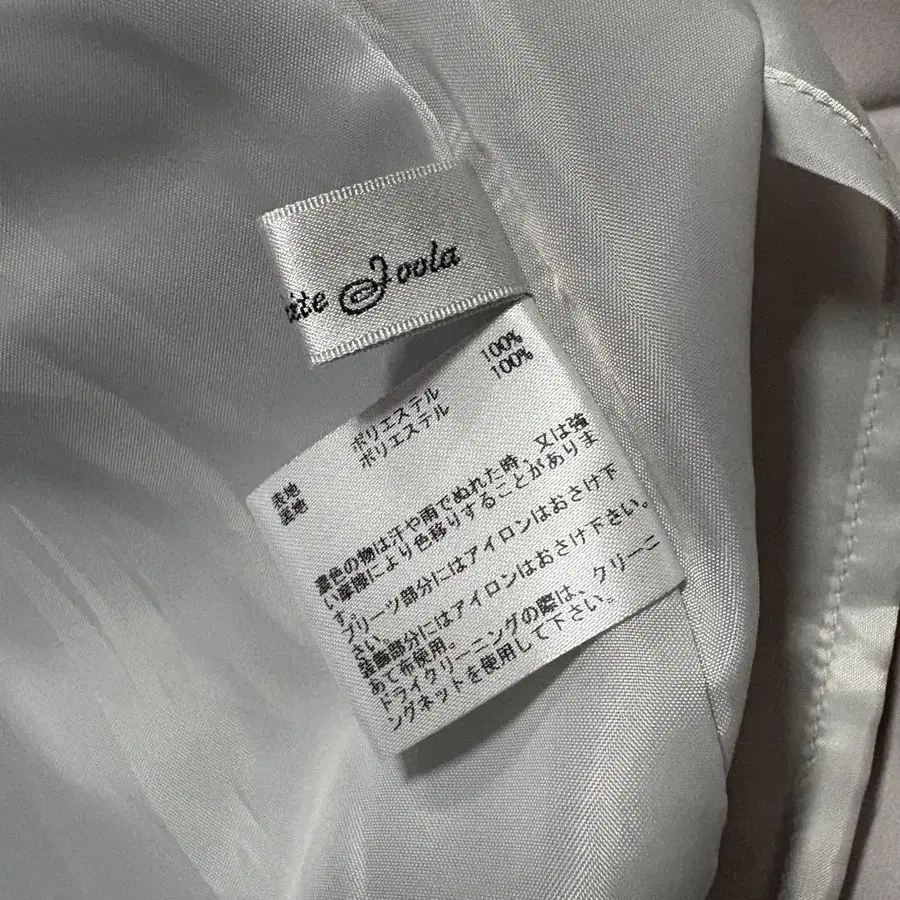 ite Joola
表地 ポリエステル 100%
裏地 ポリエステル 100%
濃色の物は汗や雨でぬれた時、又は強
い摩擦により色移りすることがありま
す。
プリーツ部分にはアイロンはおさけ下
さい。
装飾部分にはアイロンはおさけ下さい。
あて布使用。
ドライクリーニングの際は、クリーニ
ングネットを使用して下さい。